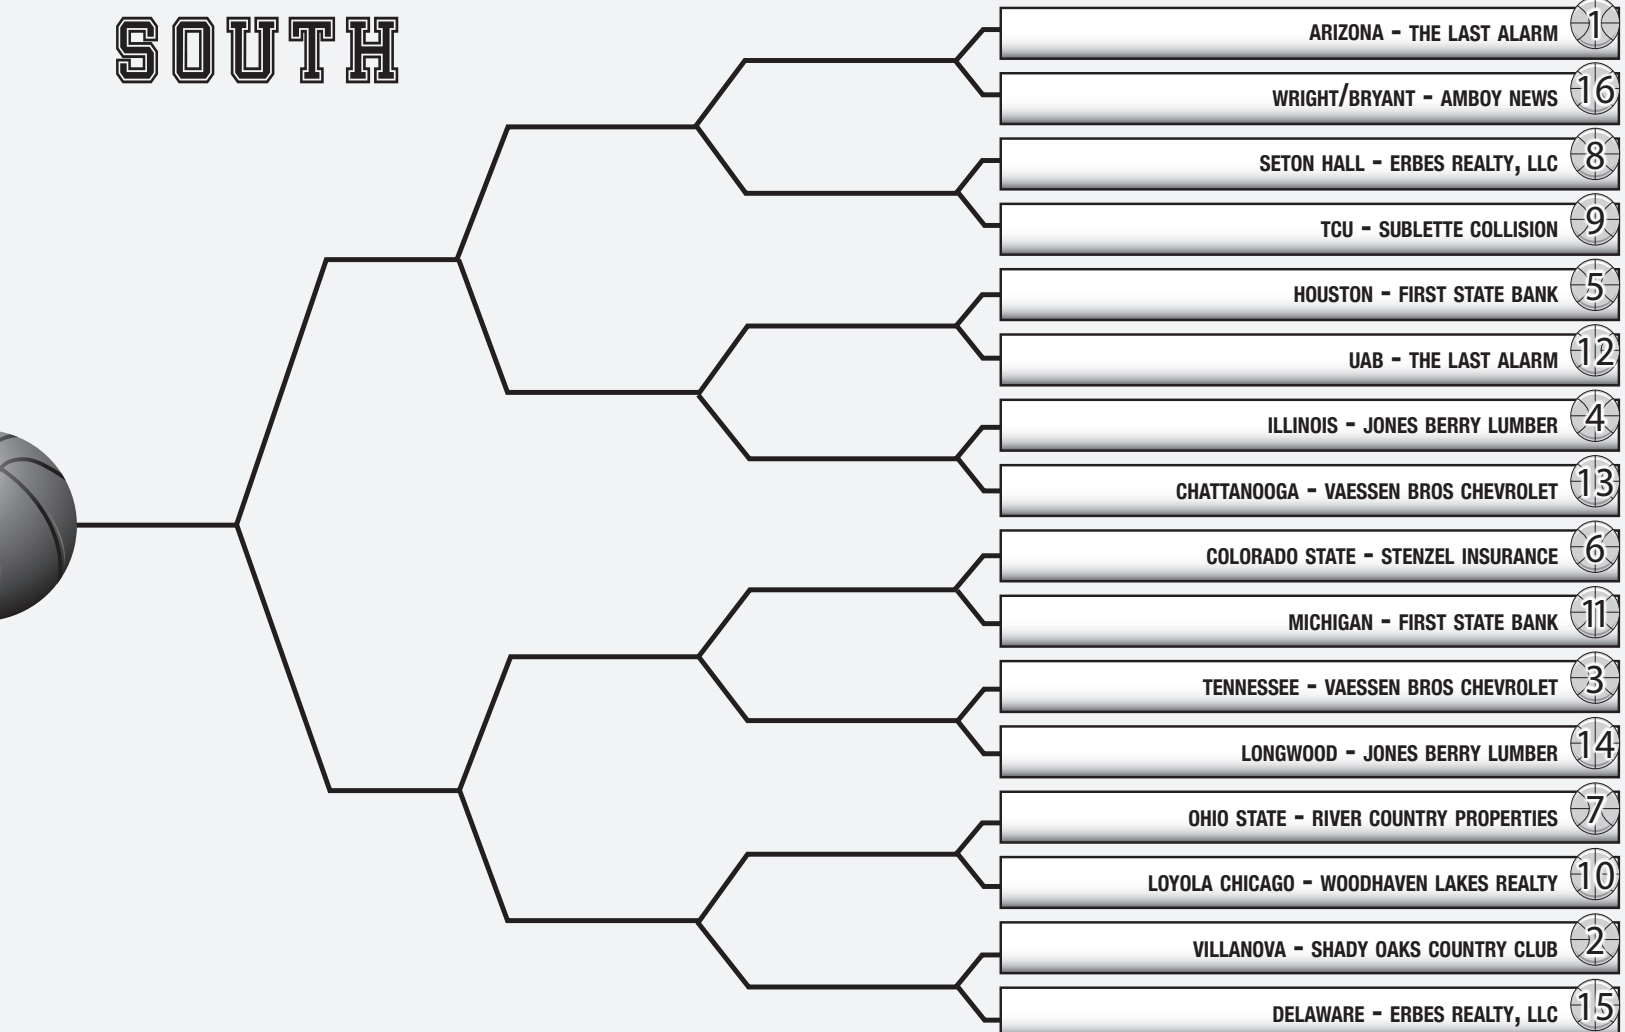 SOUTH
ARIZONA - THE LAST ALARM 1
WRIGHT/BRYANT - AMBOY NEWS 16
SETON HALL - ERBES REALTY, LLC 8
TCU - SUBLETTE COLLISION 9
HOUSTON - FIRST STATE BANK 5
UAB - THE LAST ALARM 12
ILLINOIS - JONES BERRY LUMBER 4
CHATTANOOGA - VAESSEN BROS CHEVROLET 13
COLORADO STATE - STENZEL INSURANCE 6
MICHIGAN - FIRST STATE BANK 11
TENNESSEE - VAESSEN BROS CHEVROLET 3
LONGWOOD - JONES BERRY LUMBER 14
OHIO STATE - RIVER COUNTRY PROPERTIES 7
LOYOLA CHICAGO - WOODHAVEN LAKES REALTY 10
VILLANOVA - SHADY OAKS COUNTRY CLUB 2
DELAWARE - ERBES REALTY, LLC 15